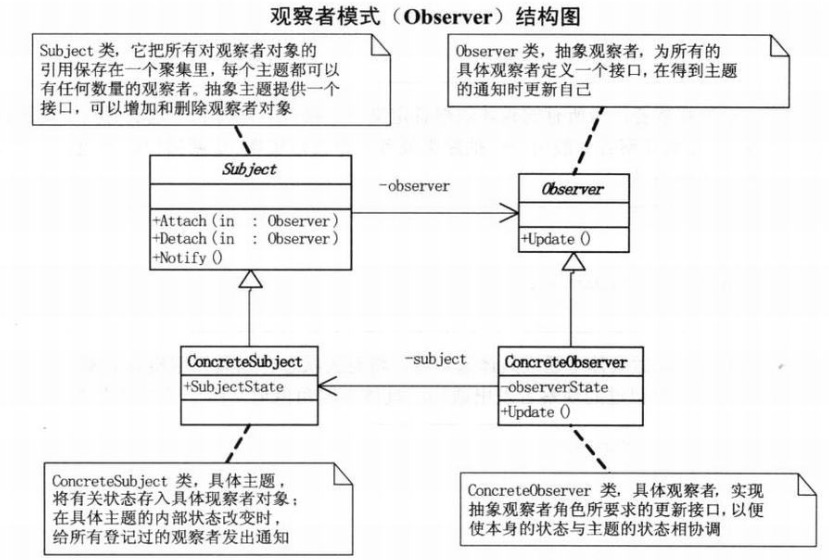 观察者模式（Observer）结构图
Subject 类，它把所有对观察者对象的
引用保存在一个聚集里，每个主题都可以
有任何数量的观察者。抽象主题提供一个
接口，可以增加和删除观察者对象
Observer 类，抽象观察者，为所有的
具体观察者定义一个接口，在得到主题
的通知时更新自己
Subject
+Attach(in : Observer)
+Detach(in : Observer)
+Notify()
-observer
Observer
+Update()
ConcreteSubject
+SubjectState
-subject
ConcreteObserver
-observerState
+Update()
ConcreteSubject 类，具体主题，
将有关状态存入具体现察者对象；
在具体主题的内部状态改变时，
给所有登记过的观察者发出通知
ConcreteObserver 类，具体观察者，实现
抽象观察者角色所要求的更新接口，以便
使本身的状态与主题的状态相协调